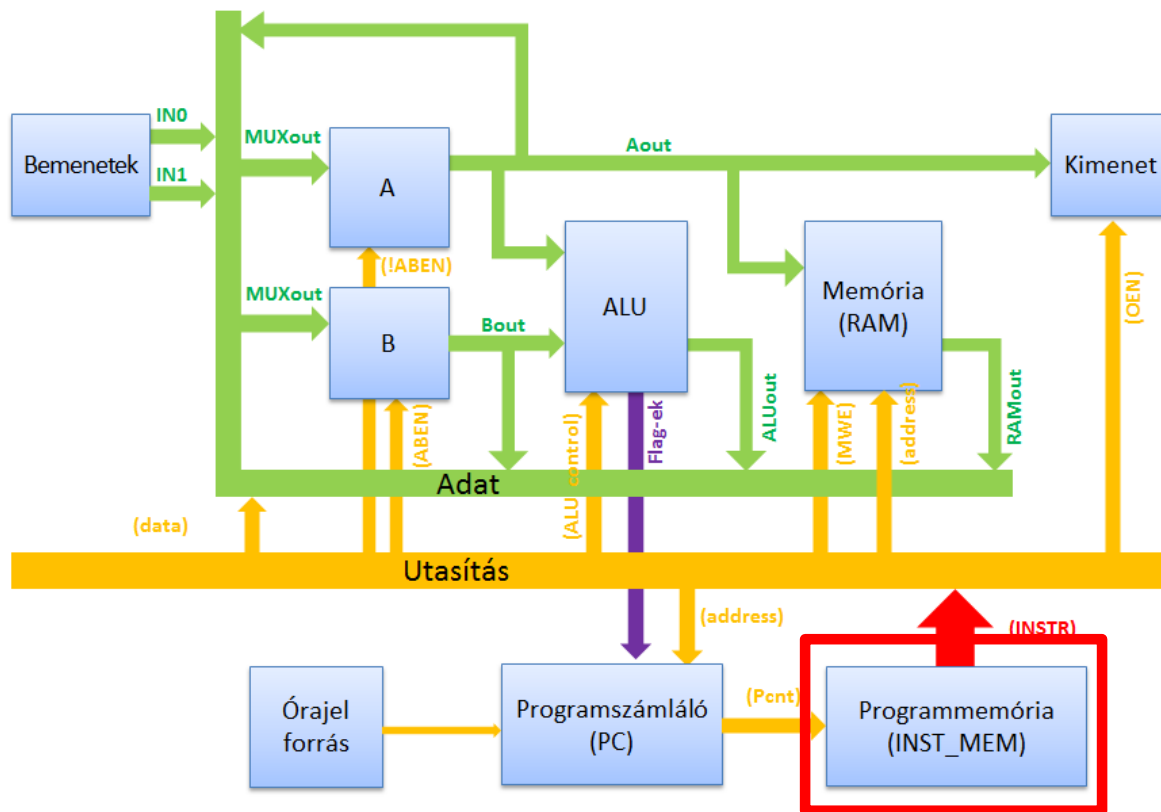 Bemenetek
IN0
IN1
MUXout
A
Aout
Kimenet
(!ABEN)
MUXout
B
Bout
(ABEN)
ALU
(ALU control)
Flag-ek
ALUout
Memória
(RAM)
(MWE)
(address)
RAMout
(OEN)
Adat
(data)
Utasítás
(address)
(INSTR)
Órajel
forrás
Programszámláló
(PC)
(Pcnt)
Programmemória
(INST_MEM)